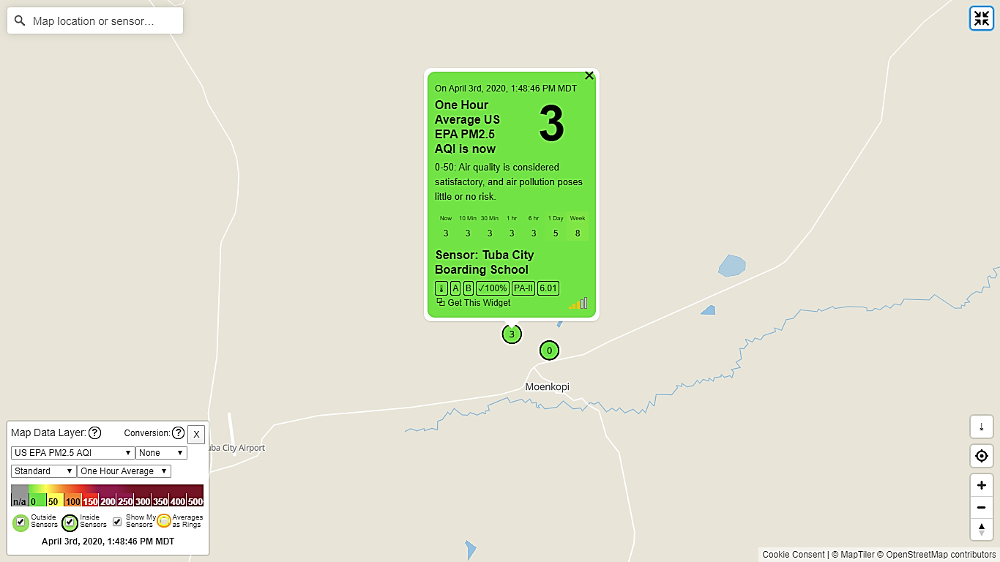 Map location or sensor...
On April 3rd, 2020, 1:48:46 PM MDT
One Hour
Average US
EPA PM2.5
AQI is now
3
0-50: Air quality is considered
satisfactory, and air pollution poses
little or no risk.
Now 10 Min 30 Min 1 hr 6 hr 1 Day Week
3 3 3 3 3 5 8
Sensor: Tuba City
Boarding School
A B ✓100% PA-II 6.01
Get This Widget
3
0
Moenkopi
uba City Airport
Map Data Layer: ? Conversion: ? X
US EPA PM2.5 AQI ▼ None ▼
Standard ▼ One Hour Average ▼
n/a 0 50 100 150 200 250 300 350 400 500
Outside
Sensors
Inside
Sensors
Show My
Sensors
Averages
as Rings
April 3rd, 2020, 1:48:46 PM MDT
Cookie Consent | © MapTiler © OpenStreetMap contributors